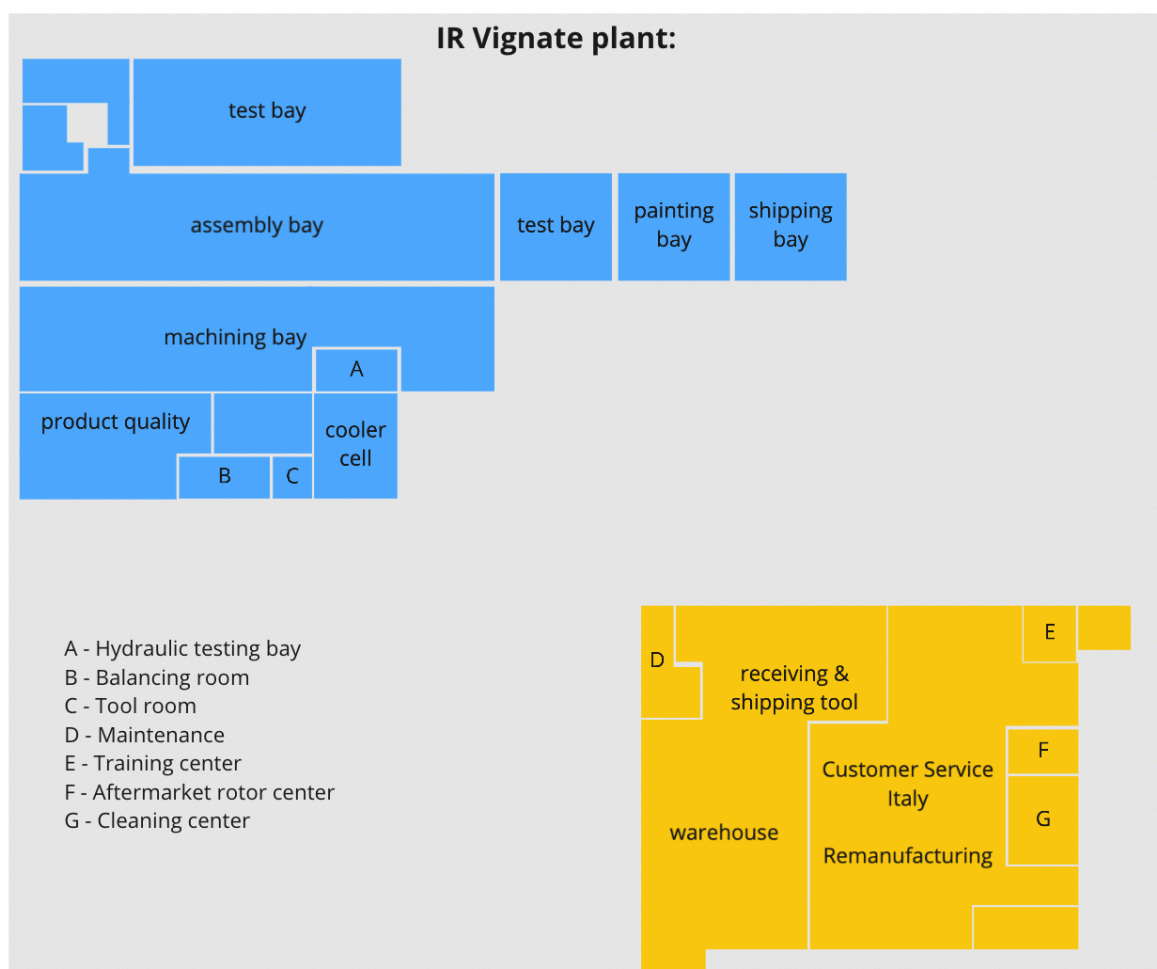 IR Vignate plant:
test bay
assembly bay
test bay
painting
bay
shipping
bay
machining bay
A
product quality
cooler
cell
B
C
A - Hydraulic testing bay
B - Balancing room
C - Tool room
D - Maintenance
E - Training center
F - Aftermarket rotor center
G - Cleaning center
D
receiving &
shipping tool
E
F
Customer Service
Italy
G
warehouse
Remanufacturing